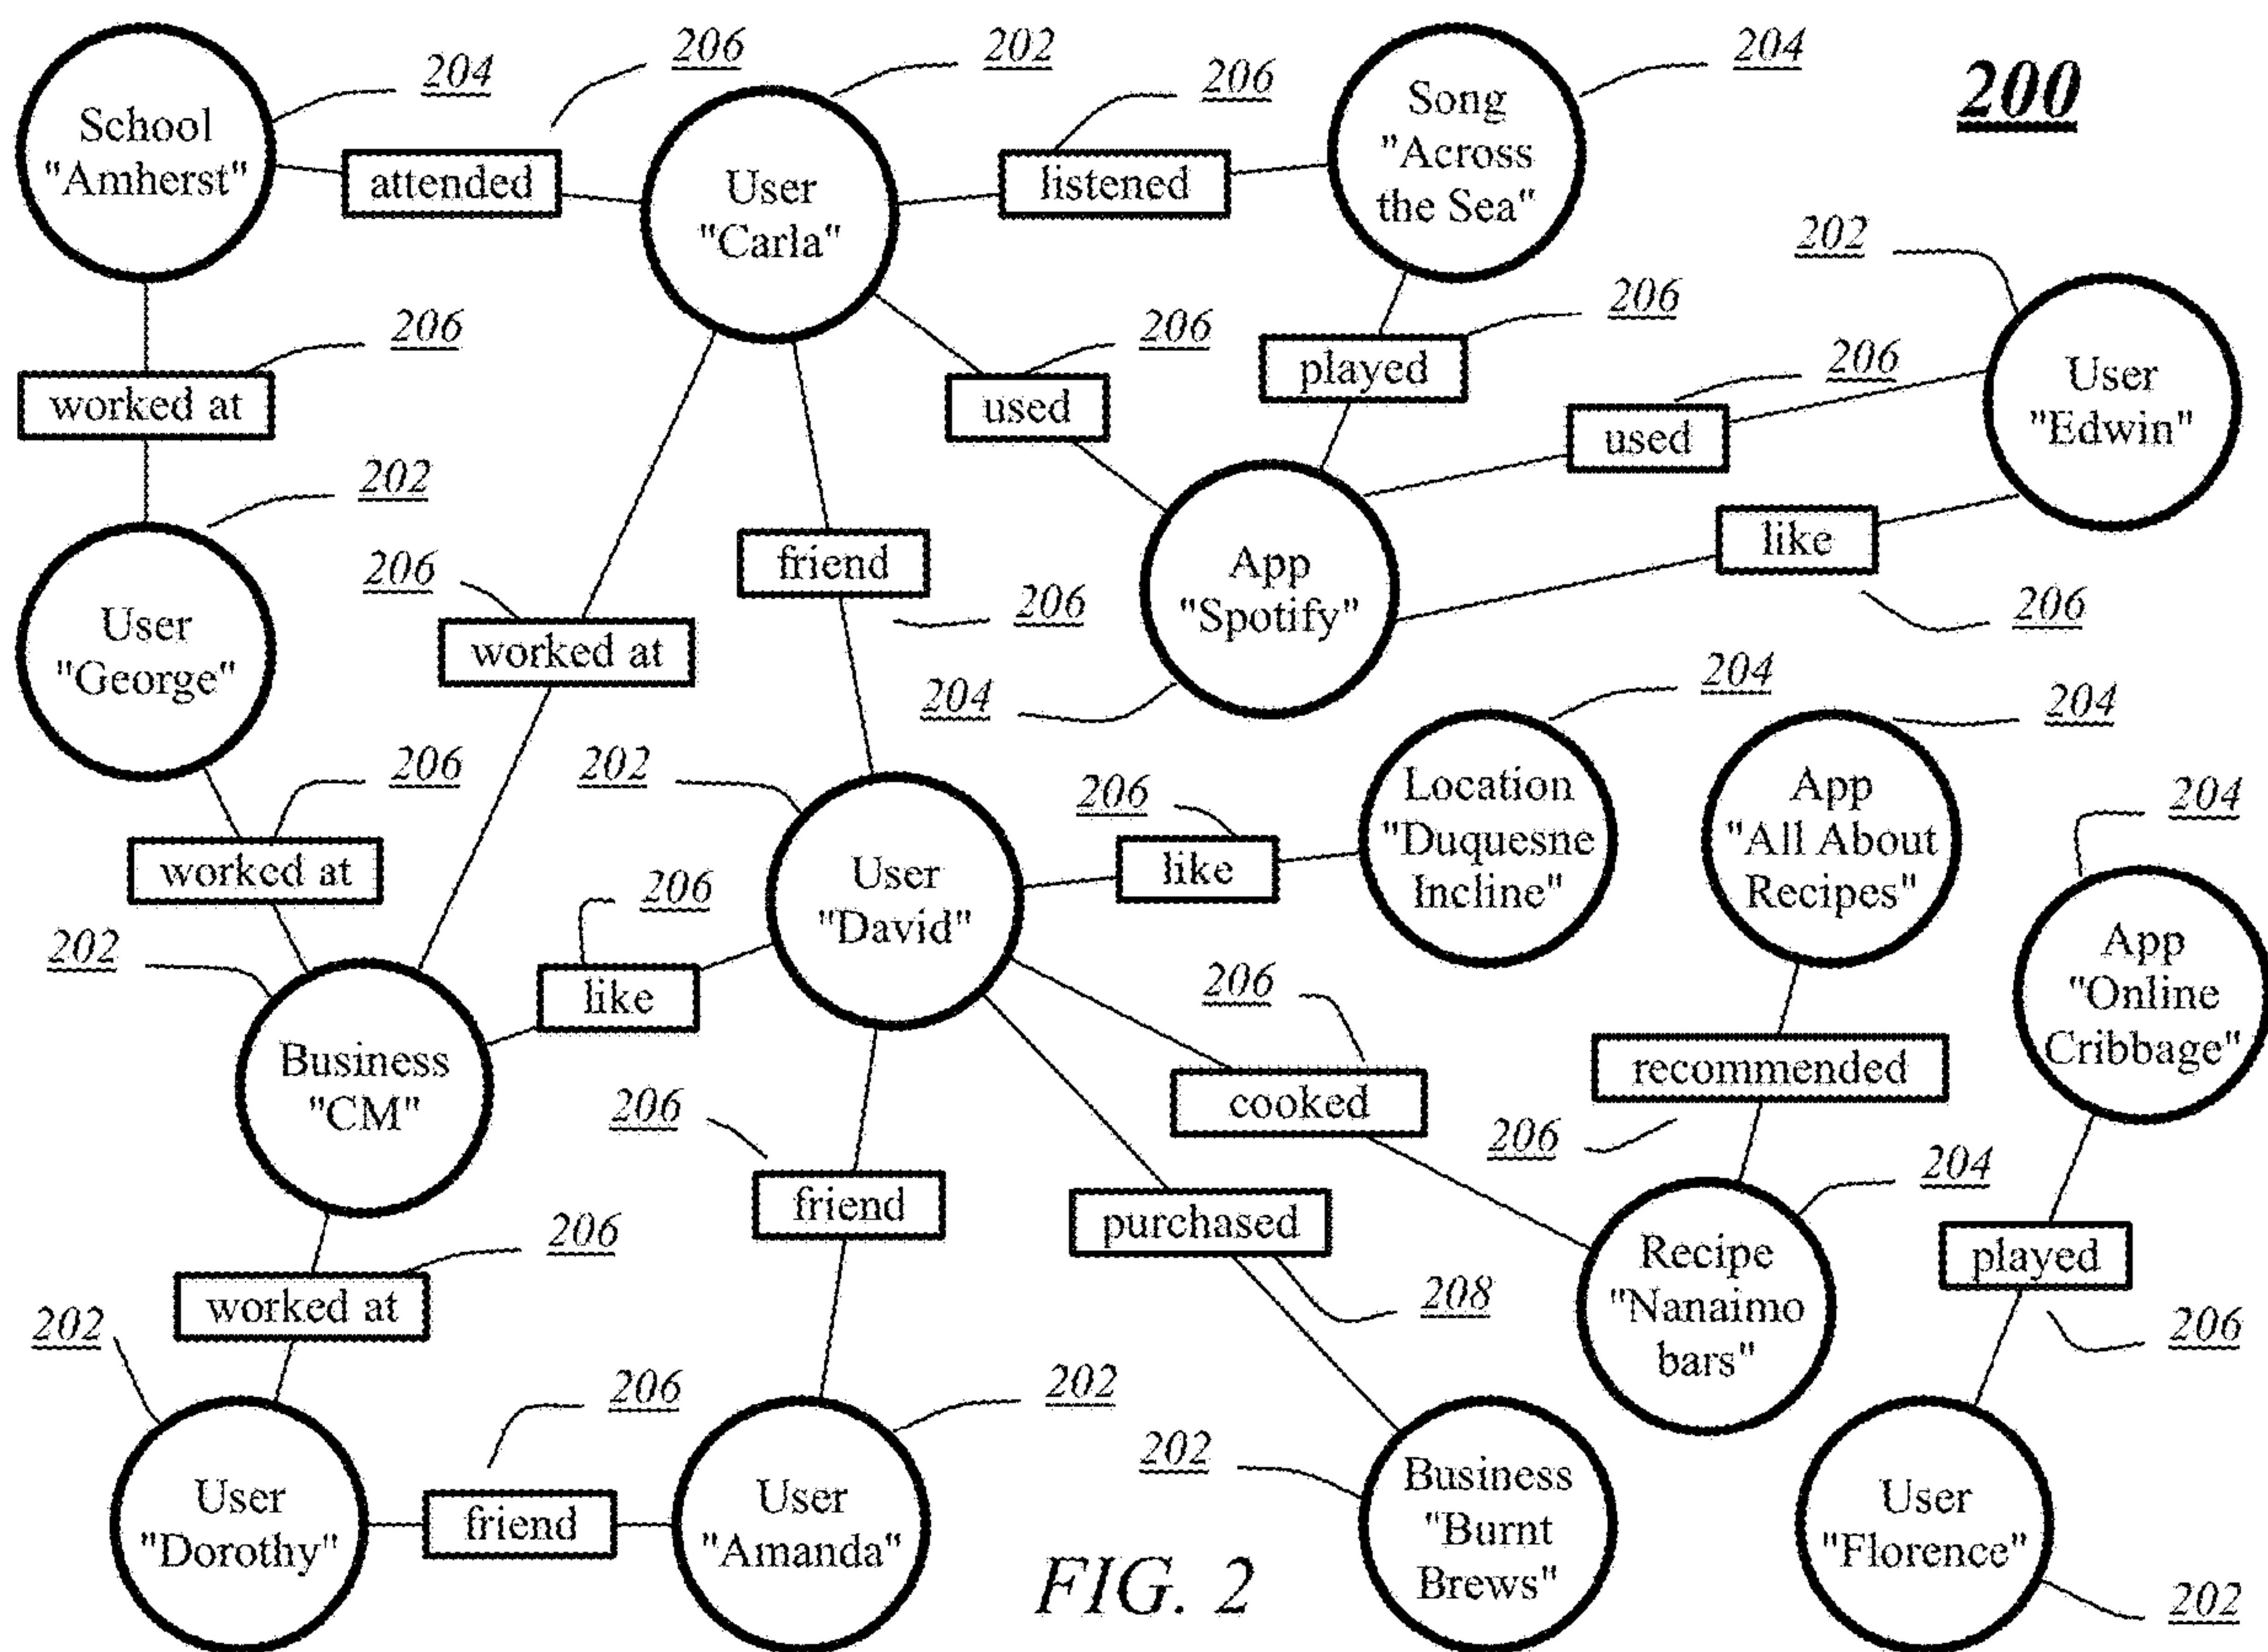 200
204
School
"Amherst"
206
attended
202
User
"Carla"
206
listened
204
Song
"Across
the Sea"
202
User
"Edwin"
206
worked at
206
used
206
played
206
used
206
like
202
User
"George"
206
worked at
friend
206
204
App
"Spotify"
206
worked at
202
User
"David"
206
like
204
Location
"Duquesne
Incline"
204
App
"All About
Recipes"
204
App
"Online
Cribbage"
202
Business
"CM"
206
like
206
cooked
recommended
206
206
friend
purchased
208
204
Recipe
"Nanaimo
bars"
played
206
206
worked at
202
User
"Dorothy"
206
friend
202
User
"Amanda"
202
Business
"Burnt
Brews"
User
"Florence"
202
FIG. 2